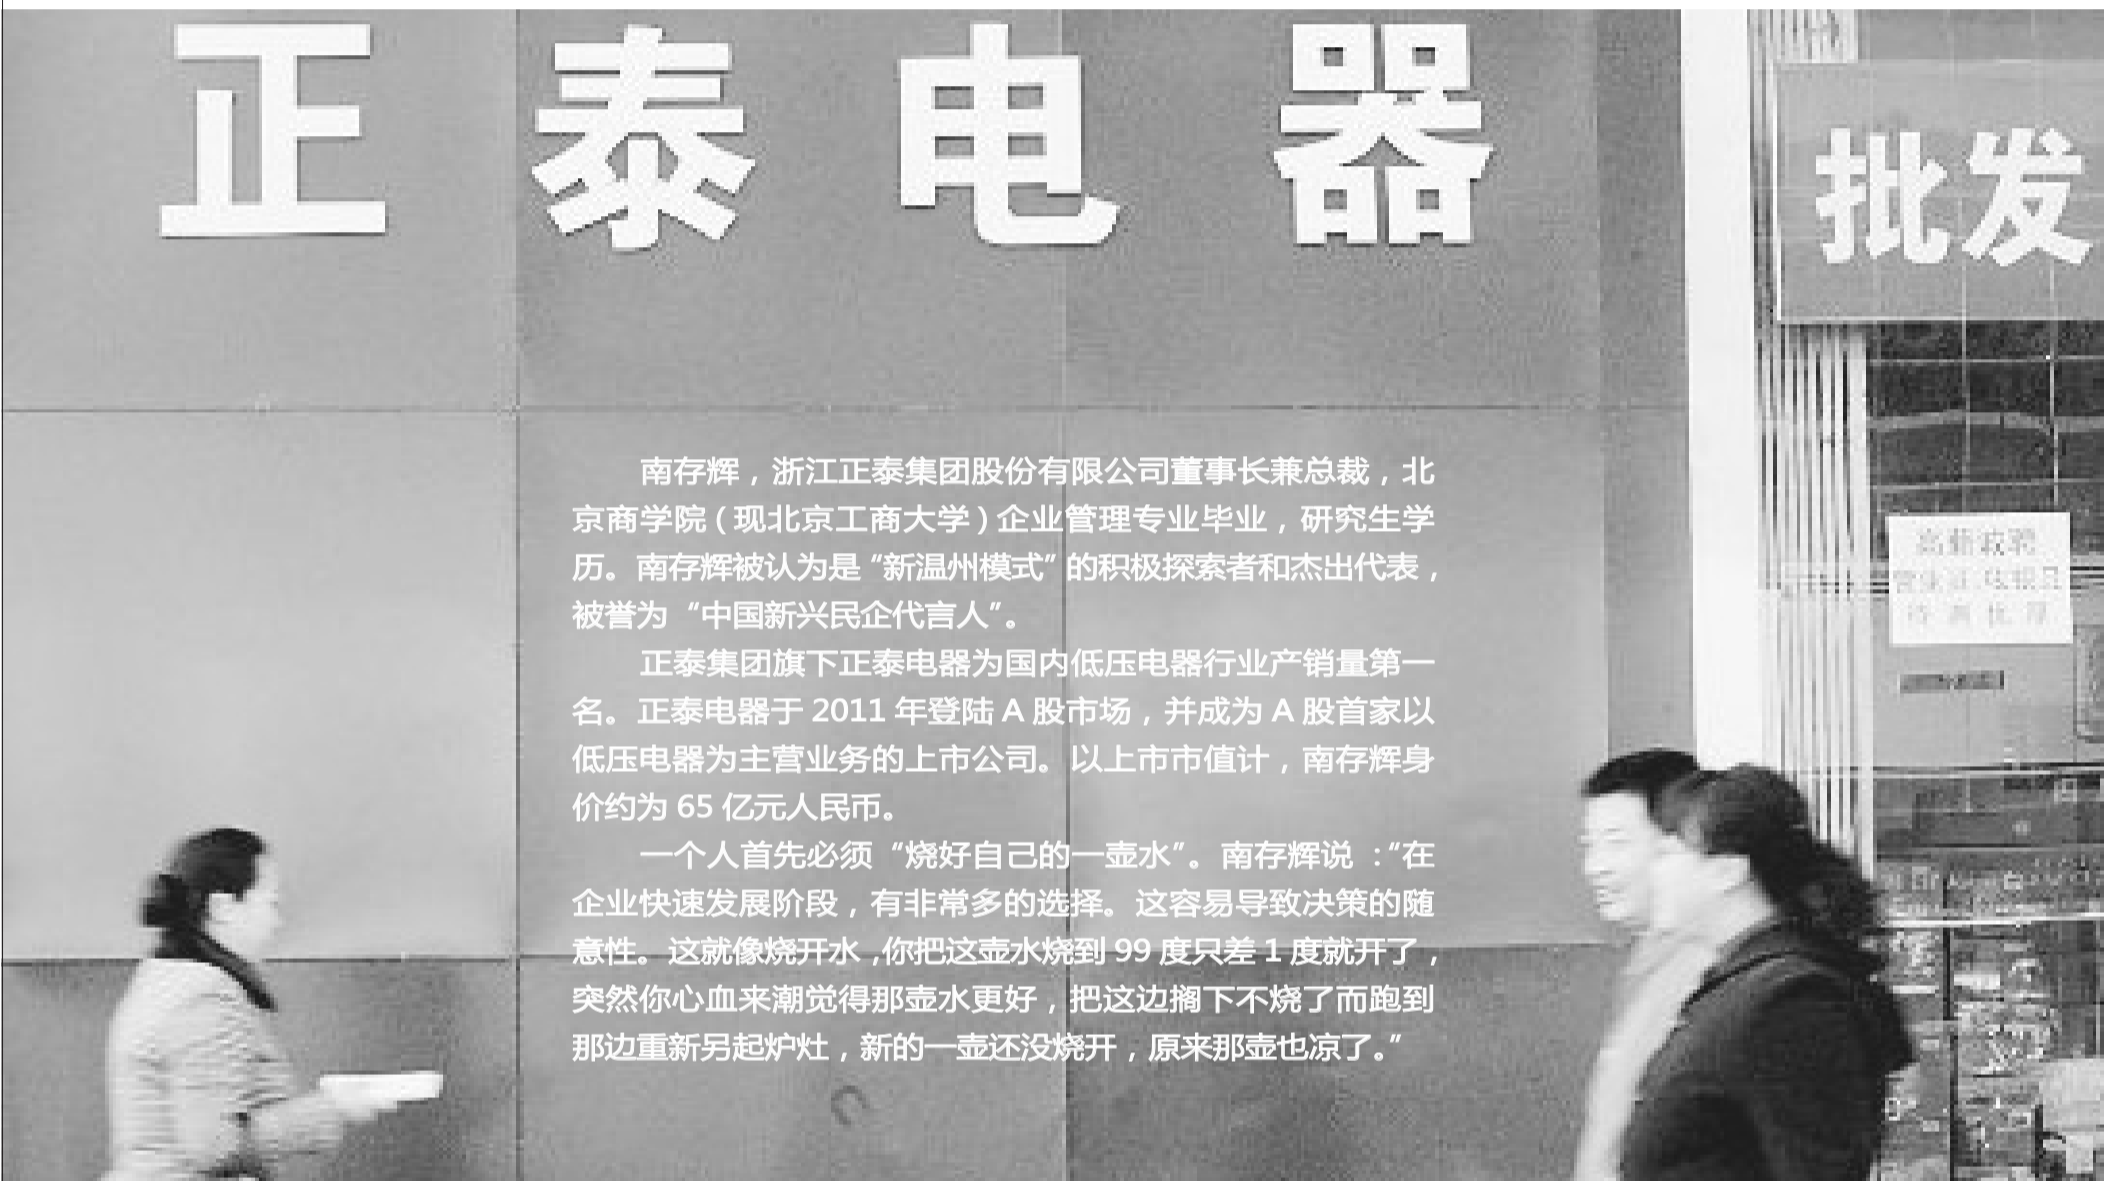 正泰电器
批发
南存辉，浙江正泰集团股份有限公司董事长兼总裁，北
京商学院（现北京工商大学）企业管理专业毕业，研究生学
历。南存辉被认为是“新温州模式”的积极探索者和杰出代表，
被誉为“中国新兴民企代言人”。
正泰集团旗下正泰电器为国内低压电器行业产销量第一
名。正泰电器于 2011 年登陆 A 股市场，并成为 A 股首家以
低压电器为主营业务的上市公司。以上市市值计，南存辉身
价约为 65 亿元人民币。
一个人首先必须“烧好自己的一壶水”。南存辉说：“在
企业快速发展阶段，有非常多的选择。这容易导致决策的随
意性。这就像烧开水，你把这壶水烧到 99 度只差 1 度就开了，
突然你心血来潮觉得那壶水更好，把这边搁下不烧了而跑到
那边重新另起炉灶，新的一壶还没烧开，原来那壶也凉了。”